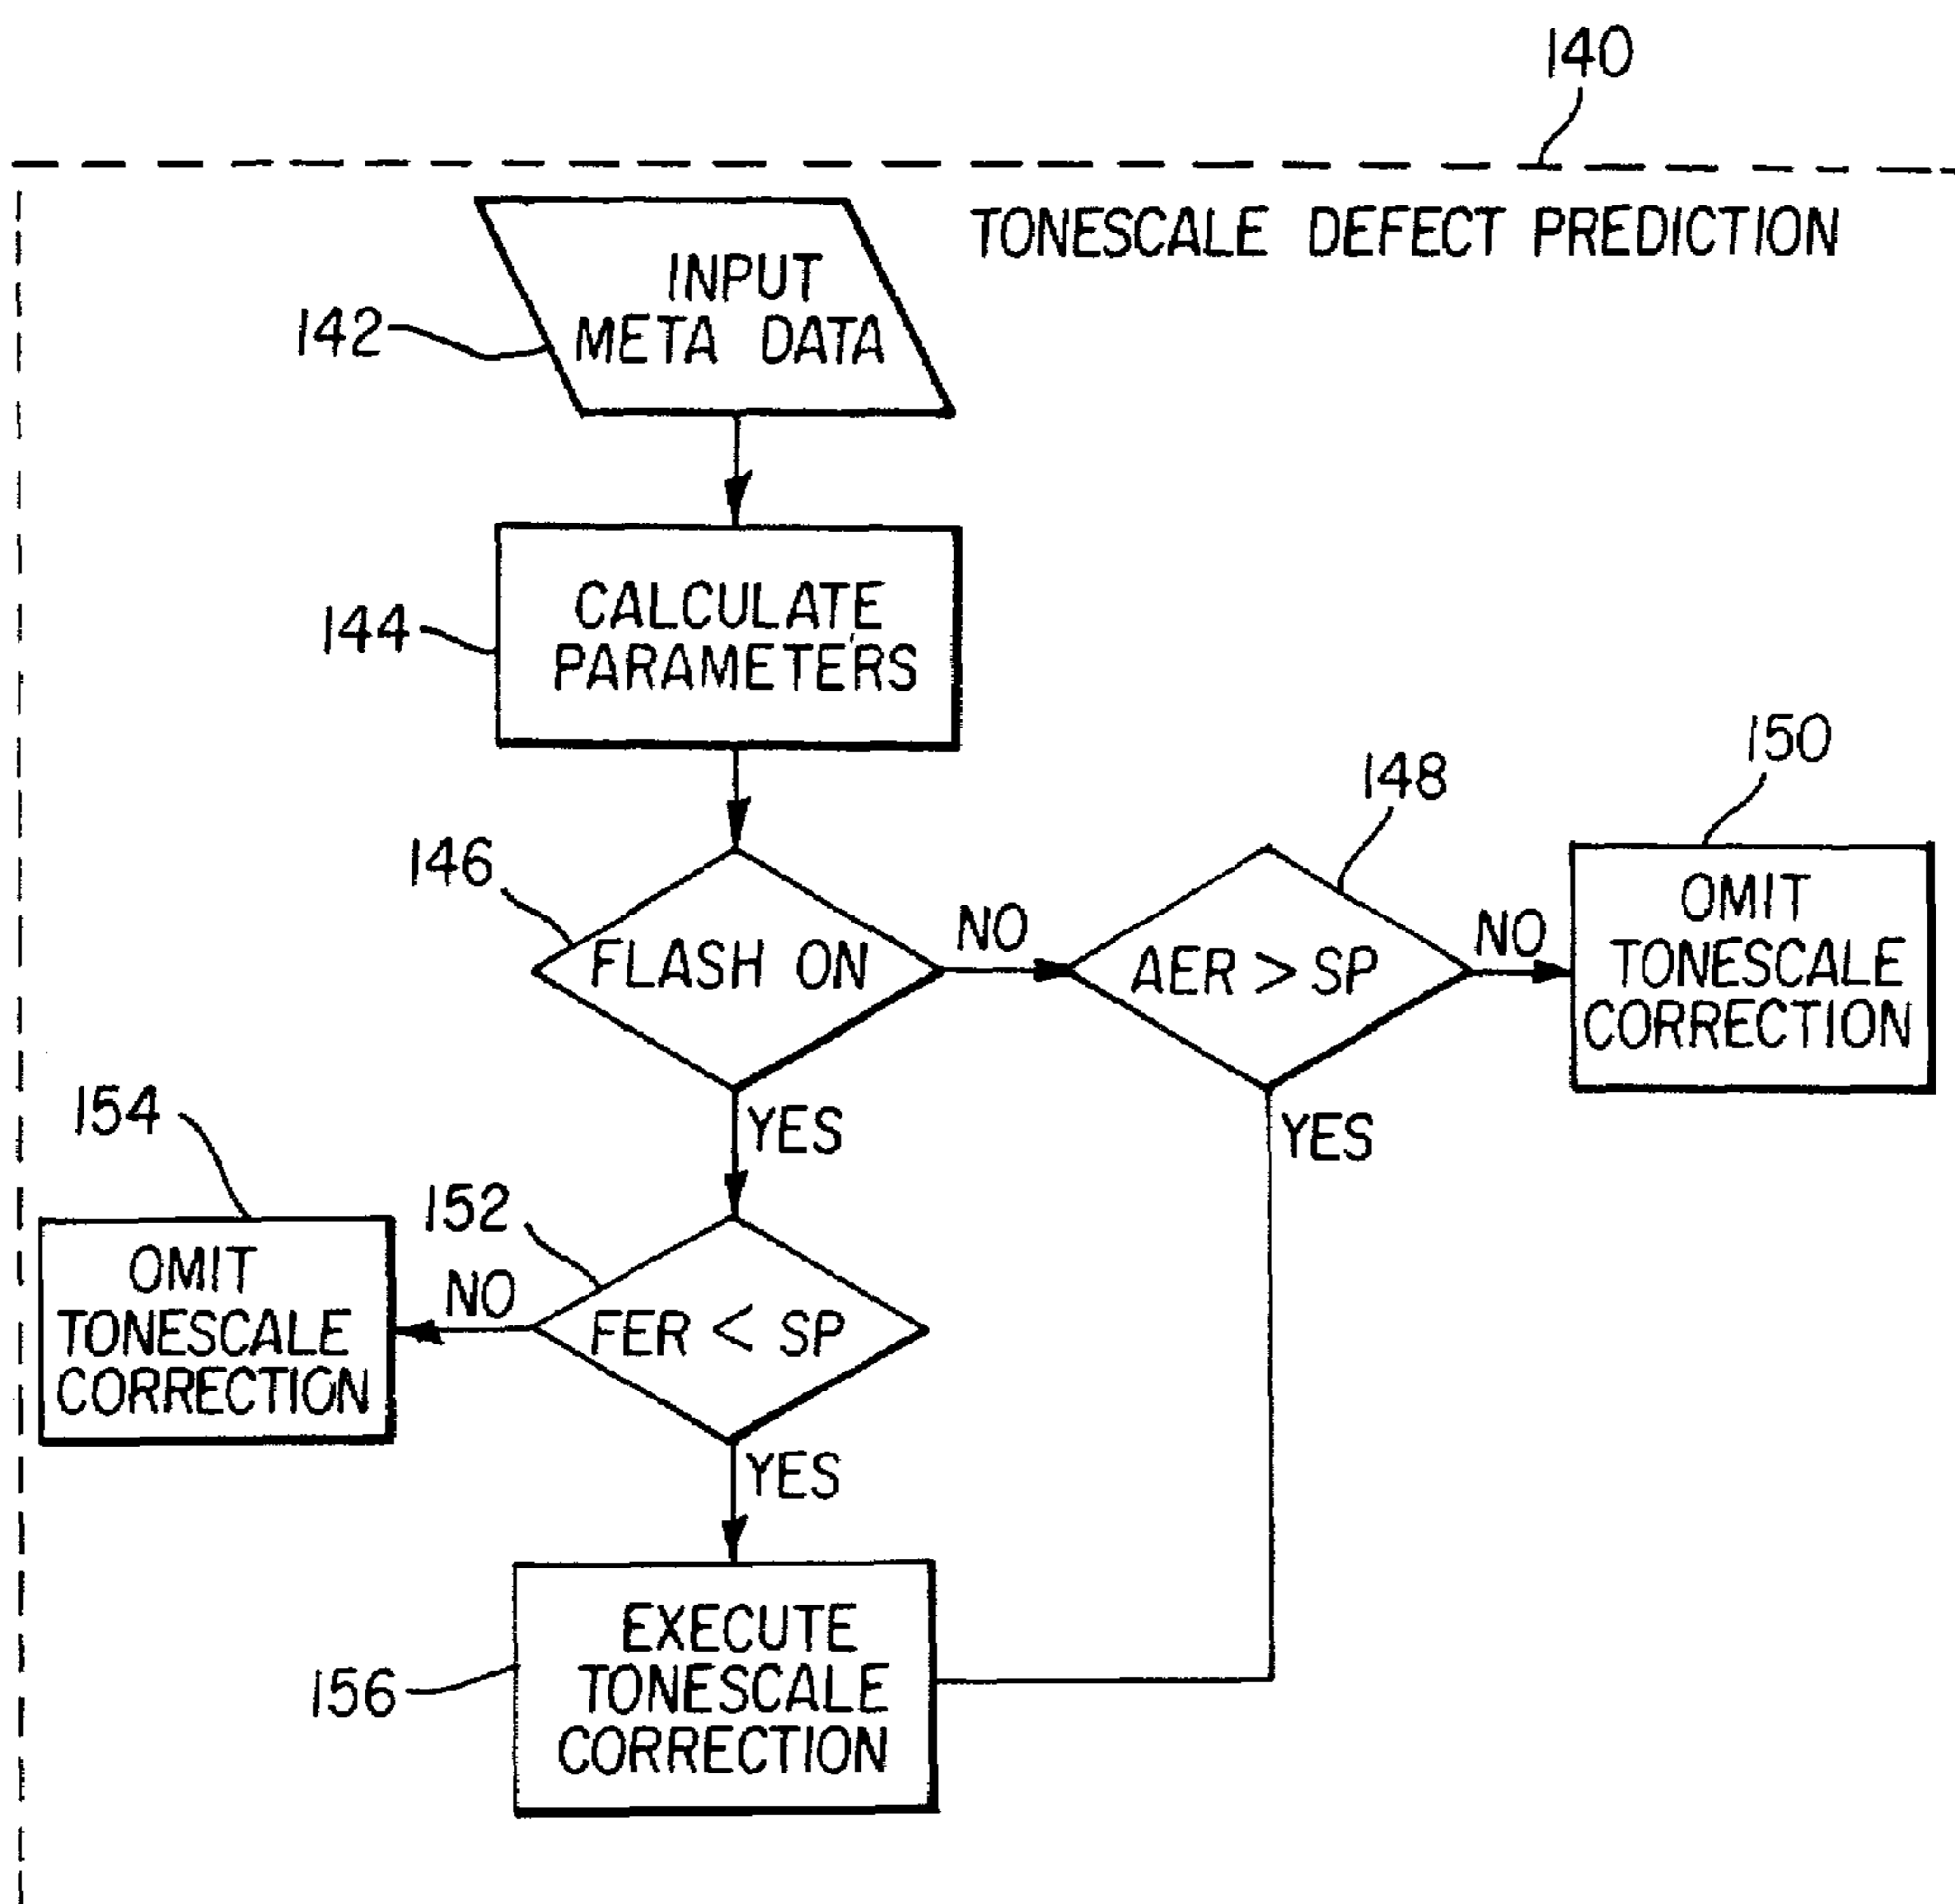 140
TONESCALE DEFECT PREDICTION
INPUT
META DATA
142
CALCULATE
PARAMETERS
144
146
FLASH ON
NO
148
AER > SP
NO
150
OMIT
TONESCALE
CORRECTION
YES
YES
154
OMIT
TONESCALE
CORRECTION
NO
152
FER < SP
YES
EXECUTE
TONESCALE
CORRECTION
156